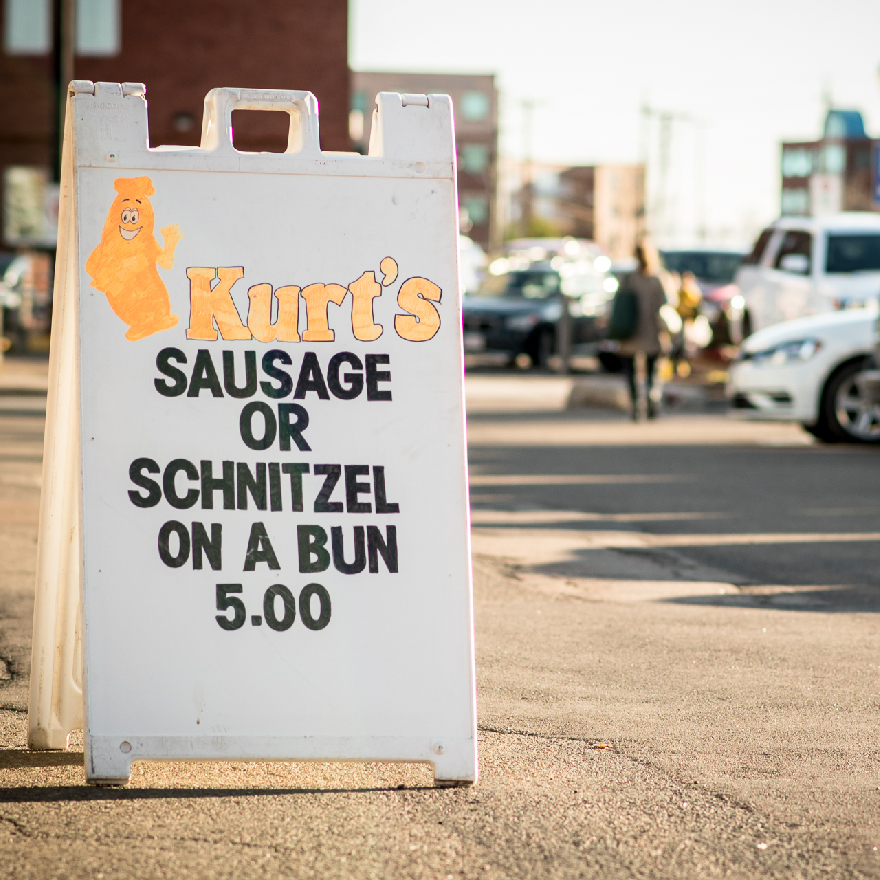 Kurt's
SAUSAGE
OR
SCHNITZEL
ON A BUN
5.00